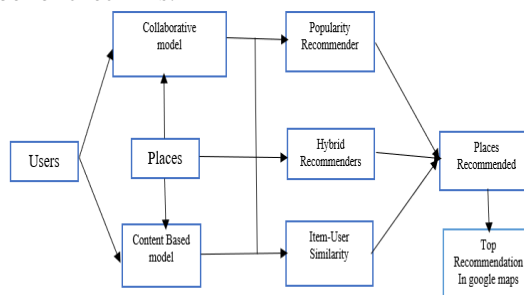 Collaborative
model
Popularity
Recommender
Users
Places
Hybrid
Recommenders
Places
Recommended
Content Based
model
Item-User
Similarity
Top
Recommendation
In google maps